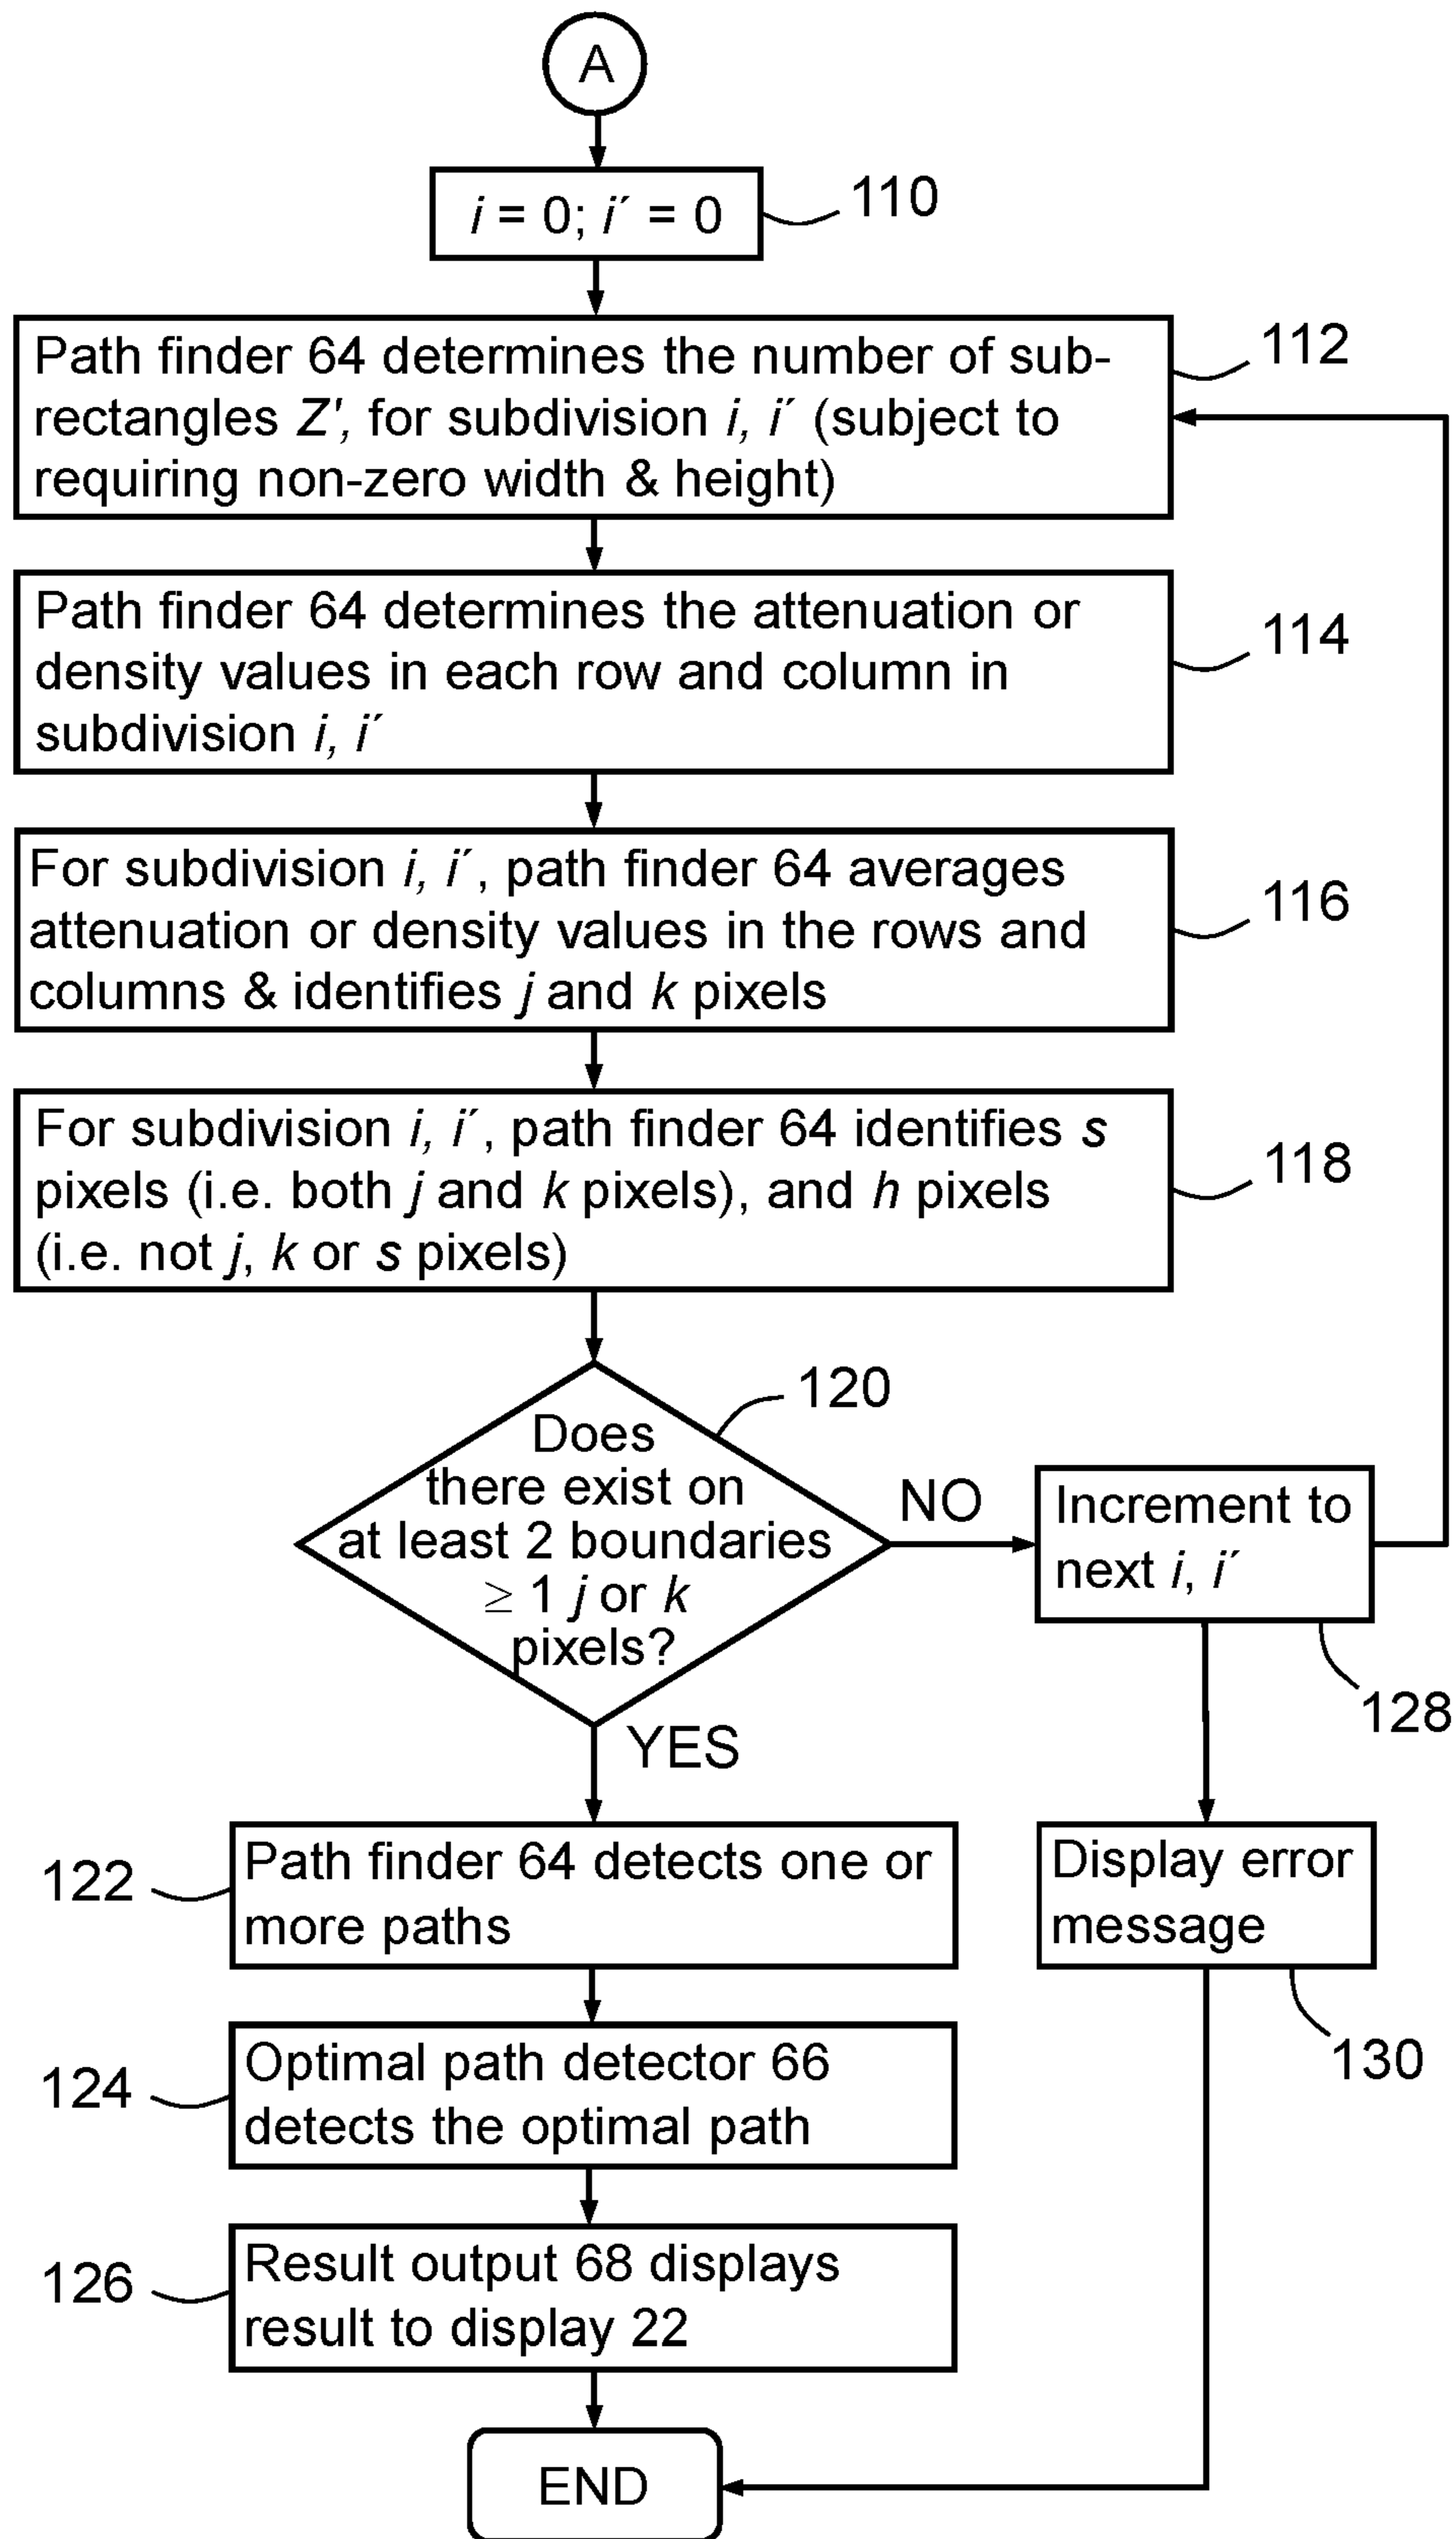 A
i = 0; i´ = 0
110
Path finder 64 determines the number of sub-
rectangles Z', for subdivision i, i´ (subject to
requiring non-zero width & height)
112
Path finder 64 determines the attenuation or
density values in each row and column in
subdivision i, i´
114
For subdivision i, i´, path finder 64 averages
attenuation or density values in the rows and
columns & identifies j and k pixels
116
For subdivision i, i´, path finder 64 identifies s
pixels (i.e. both j and k pixels), and h pixels
(i.e. not j, k or s pixels)
118
Does
there exist on
at least 2 boundaries
≥ 1 j or k
pixels?
120
NO
Increment to
next i, i´
128
YES
Path finder 64 detects one or
more paths
122
Display error
message
130
Optimal path detector 66
detects the optimal path
124
Result output 68 displays
result to display 22
126
END